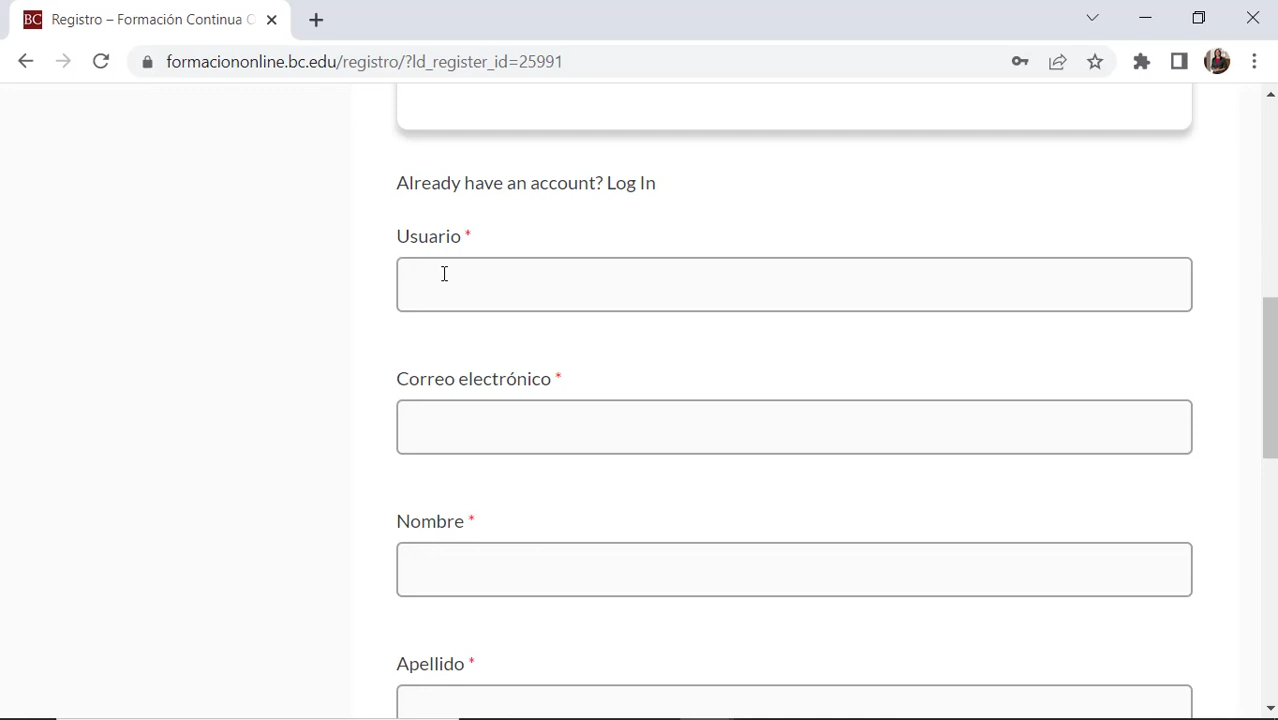 BC Registro – Formación Continua O
formaciononline.bc.edu/registro/?ld_register_id=25991
Already have an account? Log In
Usuario *
Correo electrónico *
Nombre *
Apellido *